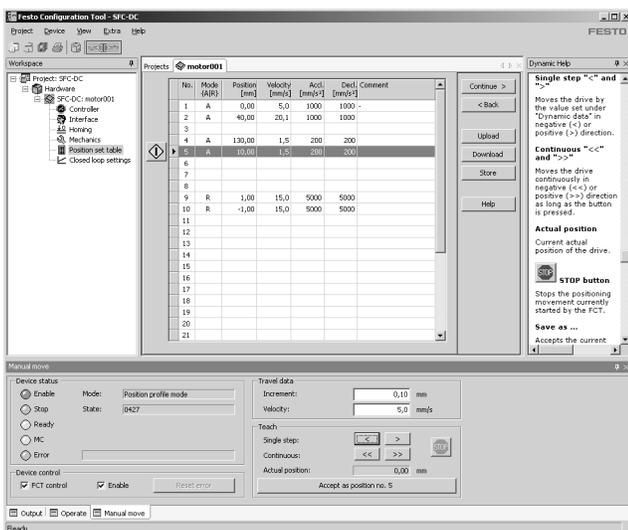 Festo Configuration Tool - SFC-DC
Project Device View Extra Help
FESTO
Workspace
Project: SFC-DC
Hardware
SFC-DC: motor001
Controller
Interface
Homing
Mechanics
Position set table
Closed loop settings
Projects motor001
No. Mode Position Velocity Accl. Decl. Comment
{A|R} [mm] [mm/s] [mm/s²] [mm/s²]
1 A 0,00 5,0 1000 1000 -
2 A 40,00 20,1 1000 1000
3
4 A 130,00 1,5 200 200
5 A 10,00 1,5 200 200
6
7
8
9 R 1,00 15,0 5000 5000
10 R -1,00 15,0 5000 5000
11
12
13
14
15
16
17
18
19
20
21
Continue >
< Back
Upload
Download
Store
Help
Dynamic Help
Single step "<" and
">"
Moves the drive by
the value set under
"Dynamic data" in
negative (<) or
positive (>) direction.
Continuous "<<"
and ">>"
Moves the drive
continuously in
negative (<<) or
positive (>>) direction
as long as the button
is pressed.
Actual position
Current actual
position of the drive.
STOP
STOP button
Stops the positioning
movement currently
started by the FCT.
Save as ...
Accepts the current
Manual move
Device status
Enable Mode: Position profile mode
Stop State: 0427
Ready
MC
Error
Device control
FCT control Enable Reset error
Travel data
Increment: 0,10 mm
Velocity: 5,0 mm/s
Teach
Single step: < >
Continuous: << >>
STOP
Actual position: 0,00 mm
Accept as position no. 5
Output Operate Manual move
Ready